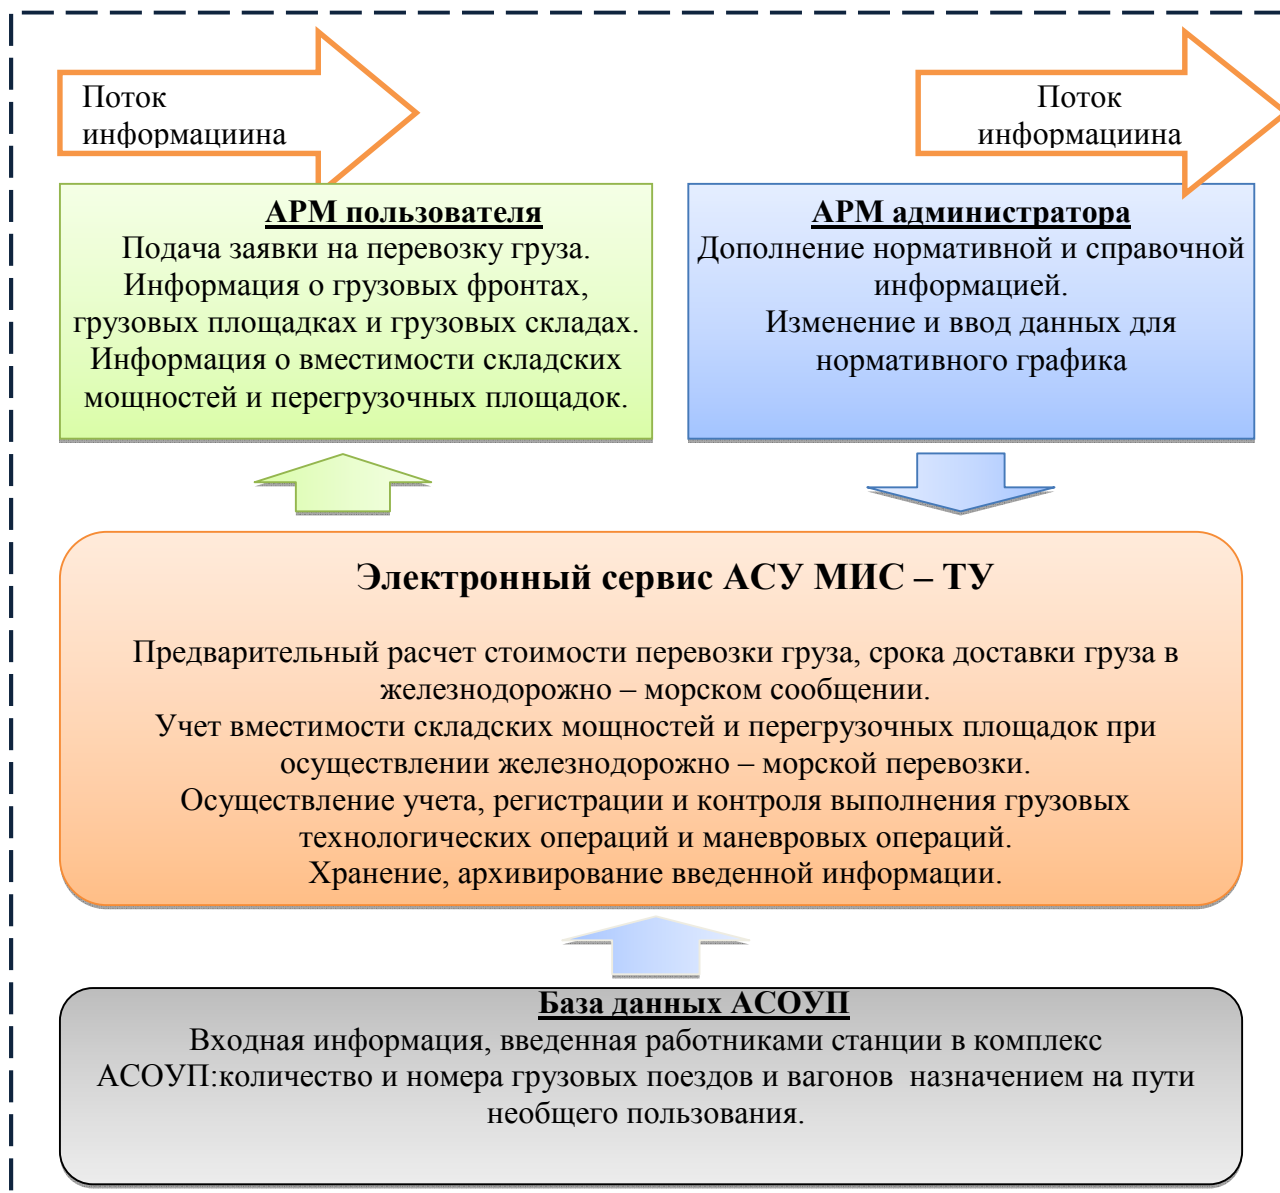 Поток
информациина
Поток
информациина
АРМ пользователя
Подача заявки на перевозку груза.
Информация о грузовых фронтах,
грузовых площадках и грузовых складах.
Информация о вместимости складских
мощностей и перегрузочных площадок.
АРМ администратора
Дополнение нормативной и справочной
информацией.
Изменение и ввод данных для
нормативного графика
Электронный сервис АСУ МИС – ТУ
Предварительный расчет стоимости перевозки груза, срока доставки груза в
железнодорожно – морском сообщении.
Учет вместимости складских мощностей и перегрузочных площадок при
осуществлении железнодорожно – морской перевозки.
Осуществление учета, регистрации и контроля выполнения грузовых
технологических операций и маневровых операций.
Хранение, архивирование введенной информации.
База данных АСОУП
Входная информация, введенная работниками станции в комплекс
АСОУП:количество и номера грузовых поездов и вагонов  назначением на пути
необщего пользования.